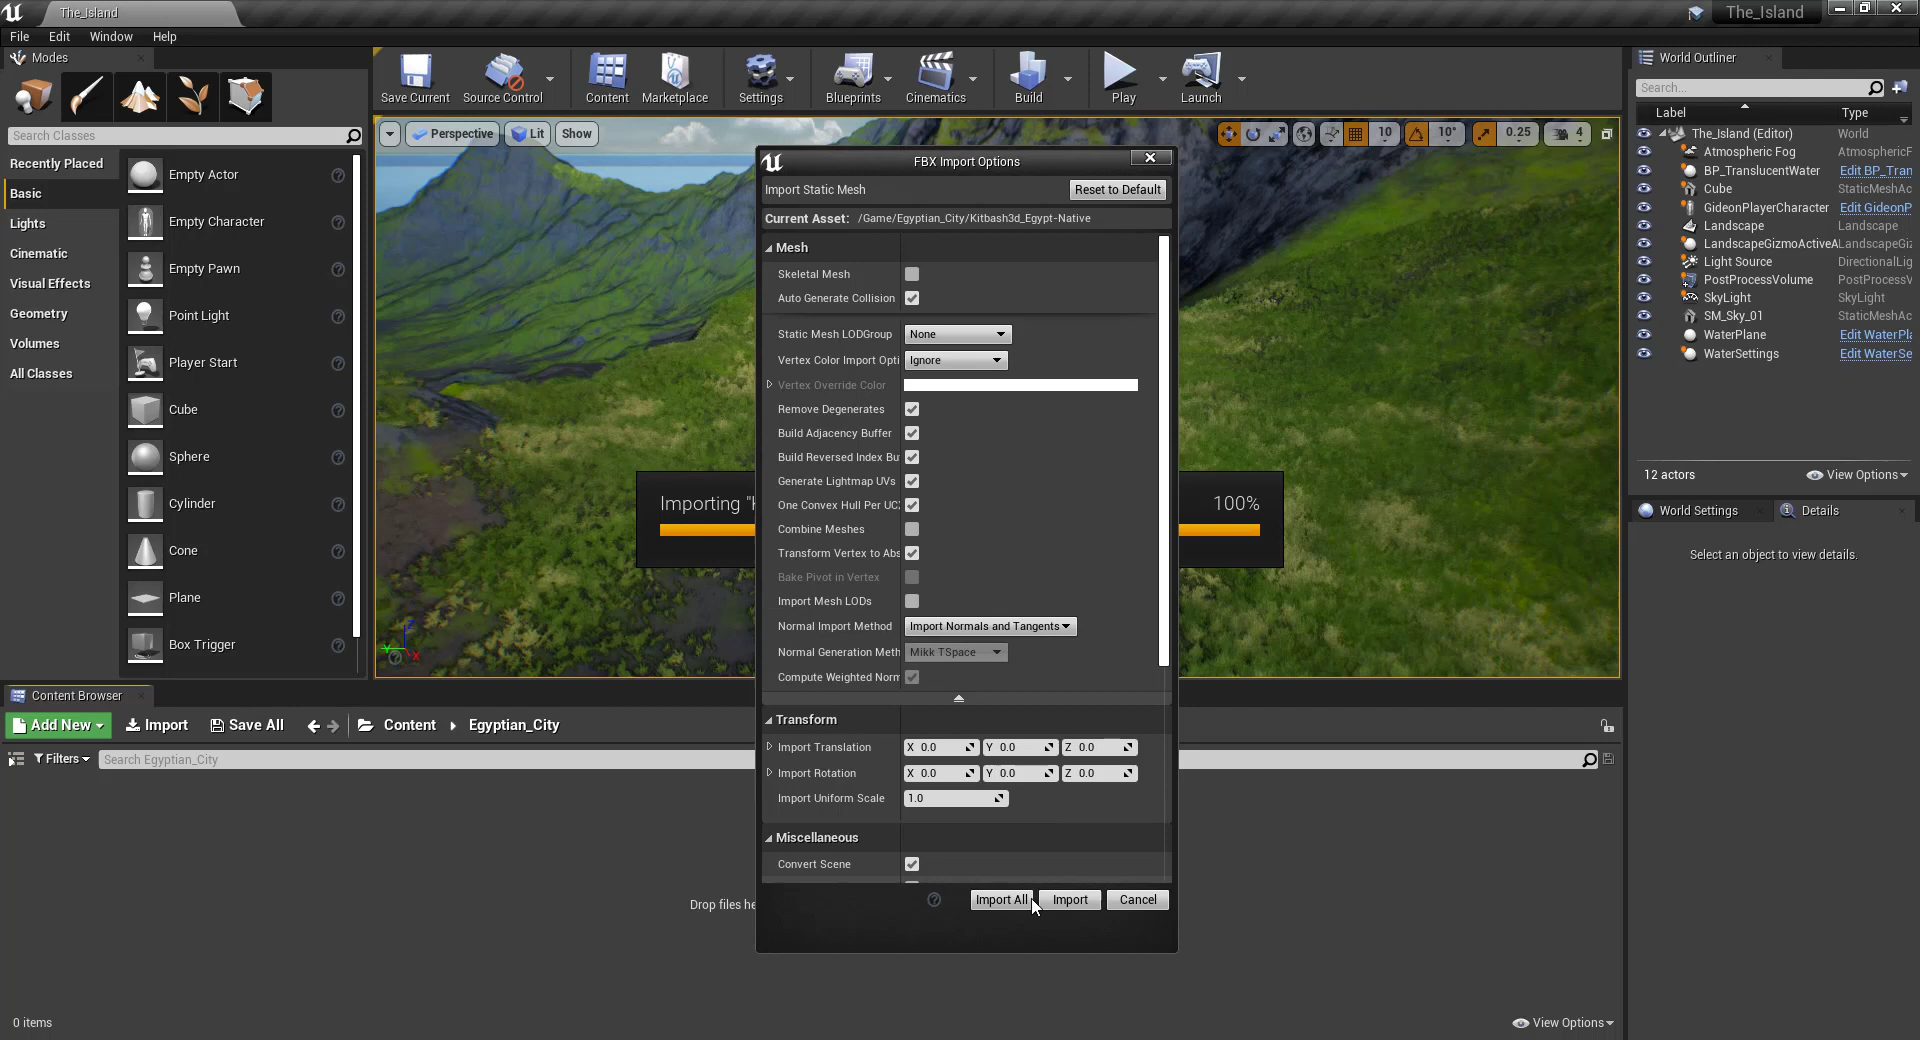 The_Island
The_Island
File Edit Window Help
Modes
Save Current Source Control Content Marketplace Settings Blueprints Cinematics Build Play Launch
World Outliner
Search...
Search Classes
Label Type
Recently Placed
Basic
Lights
Cinematic
Visual Effects
Geometry
Volumes
All Classes
Empty Actor
Empty Character
Empty Pawn
Point Light
Player Start
Cube
Sphere
Cylinder
Cone
Plane
Box Trigger
Perspective Lit Show
10 10° 0.25 4
Importing "
100%
FBX Import Options
Import Static Mesh Reset to Default
Current Asset: /Game/Egyptian_City/Kitbash3d_Egypt-Native
Mesh
Skeletal Mesh
Auto Generate Collision
Static Mesh LODGroup None
Vertex Color Import Opti Ignore
Vertex Override Color
Remove Degenerates
Build Adjacency Buffer
Build Reversed Index Bu
Generate Lightmap UVs
One Convex Hull Per UC
Combine Meshes
Transform Vertex to Abs
Bake Pivot in Vertex
Import Mesh LODs
Normal Import Method Import Normals and Tangents
Normal Generation Meth Mikk TSpace
Compute Weighted Norm
Transform
Import Translation X 0.0 Y 0.0 Z 0.0
Import Rotation X 0.0 Y 0.0 Z 0.0
Import Uniform Scale 1.0
Miscellaneous
Convert Scene
Import All Import Cancel
The_Island (Editor) World
Atmospheric Fog AtmosphericF
BP_TranslucentWater Edit BP_Tran
Cube StaticMeshAc
GideonPlayerCharacter Edit GideonP
Landscape Landscape
LandscapeGizmoActiveA LandscapeGiz
Light Source DirectionalLig
PostProcessVolume PostProcessV
SkyLight SkyLight
SM_Sky_01 StaticMeshAc
WaterPlane Edit WaterPla
WaterSettings Edit WaterSe
12 actors View Options
World Settings Details
Select an object to view details.
Z
Y X
Content Browser
Add New Import Save All Content Egyptian_City
Filters Search Egyptian_City
Drop files he
0 items View Options